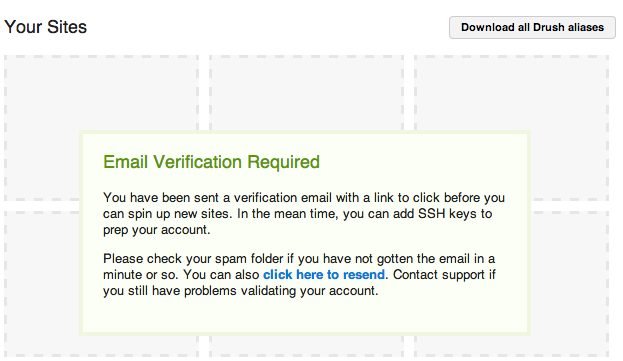 Your Sites
Download all Drush aliases
Email Verification Required
You have been sent a verification email with a link to click before you
can spin up new sites. In the mean time, you can add SSH keys to
prep your account.
Please check your spam folder if you have not gotten the email in a
minute or so. You can also click here to resend. Contact support if
you still have problems validating your account.